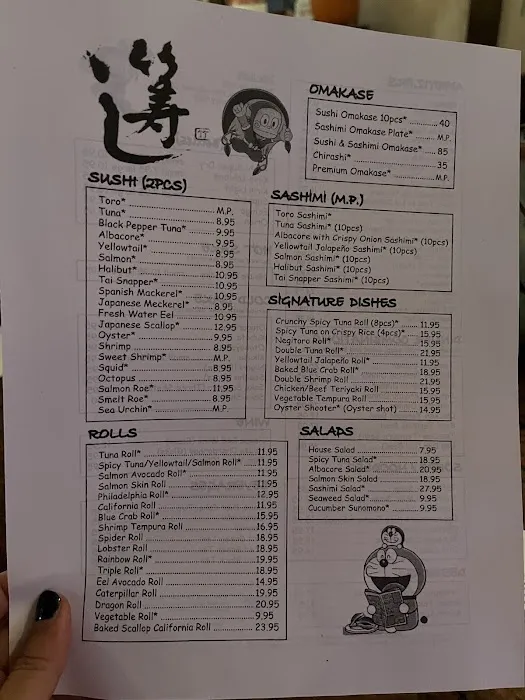 寿し
OMAKASE
Sushi Omakase 10pcs* 40
Sashimi Omakase Plate* M.P.
Sushi & Sashimi Omakase* 85
Chirashi* 35
Premium Omakase* M.P.
SUSHI (2PCS)
Toro* M.P.
Tuna* 8.95
Black Pepper Tuna* 9.95
Albacore* 9.95
Yellowtail* 8.95
Salmon* 8.95
Halibut* 10.95
Tai Snapper* 10.95
Spanish Mackerel* 10.95
Japanese Meckerel* 8.95
Fresh Water Eel 10.95
Japanese Scallop* 12.95
Oyster* 9.95
Shrimp 8.95
Sweet Shrimp* M.P.
Squid* 8.95
Octopus 8.95
Salmon Roe* 11.95
Smelt Roe* 8.95
Sea Urchin* M.P.
SASHIMI (M.P.)
Toro Sashimi*
Tuna Sashimi* (10pcs)
Albacore with Crispy Onion Sashimi* (10pcs)
Yellowtail Jalapeño Sashimi* (10pcs)
Salmon Sashimi* (10pcs)
Halibut Sashimi* (10pcs)
Tai Snapper Sashimi* (10pcs)
SIGNATURE DISHES
Crunchy Spicy Tuna Roll (8pcs)* 11.95
Spicy Tuna on Crispy Rice (4pcs)* 15.95
Negitoro Roll* 15.95
Double Tuna Roll* 21.95
Yellowtail Jalapeño Roll* 11.95
Baked Blue Crab Roll* 18.95
Double Shrimp Roll 21.95
Chicken/Beef Teriyaki Roll 15.95
Vegetable Tempura Roll 15.95
Oyster Shooter* (Oyster shot) 14.95
ROLLS
Tuna Roll* 11.95
Spicy Tuna/Yellowtail/Salmon Roll* 11.95
Salmon Avocado Roll* 11.95
Salmon Skin Roll 11.95
Philadelphia Roll* 12.95
California Roll 11.95
Blue Crab Roll* 15.95
Shrimp Tempura Roll 16.95
Spider Roll 18.95
Lobster Roll 18.95
Rainbow Roll* 19.95
Triple Roll* 18.95
Eel Avocado Roll 14.95
Caterpillar Roll 19.95
Dragon Roll 20.95
Vegetable Roll* 9.95
Baked Scallop California Roll 23.95
SALADS
House Salad 7.95
Spicy Tuna Salad* 18.95
Albacore Salad* 20.95
Salmon Skin Salad 18.95
Sashimi Salad* 27.95
Seaweed Salad* 9.95
Cucumber Sunomono* 9.95